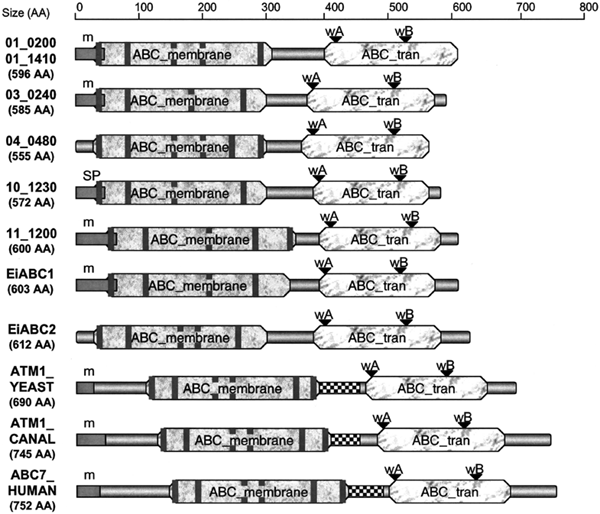 Size (AA) 0 100 200 300 400 500 600 700 800
m wA wB
01_0200
01_1410
(596 AA)
ABC_membrane ABC_tran
m wA wB
03_0240
(585 AA)
ABC_membrane ABC_tran
wA wB
04_0480
(555 AA)
ABC_membrane ABC_tran
SP wA wB
10_1230
(572 AA)
ABC_membrane ABC_tran
m wA wB
11_1200
(600 AA)
ABC_membrane ABC_tran
m wA wB
EiABC1
(603 AA)
ABC_membrane ABC_tran
wA wB
EiABC2
(612 AA)
ABC_membrane ABC_tran
ATM1_
m wA wB
YEAST
(690 AA)
ABC_membrane ABC_tran
ATM1_
m wA wB
CANAL
(745 AA)
ABC_membrane ABC_tran
ABC7_
m wA wB
HUMAN
(752 AA)
ABC_membrane ABC_tran